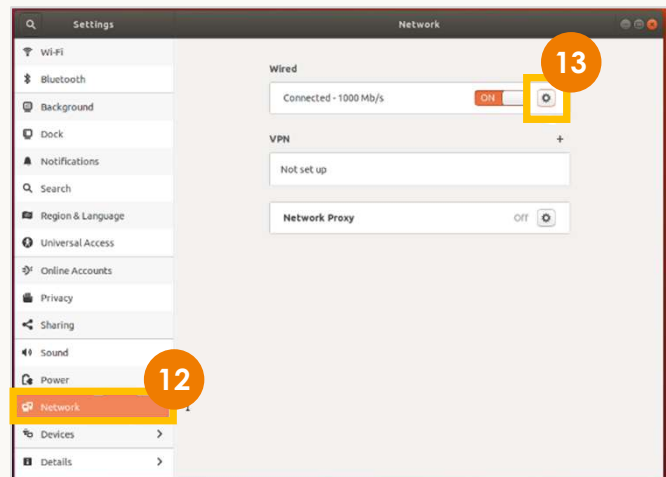 Settings
Network
Wi-Fi
Bluetooth
Background
Dock
Notifications
Search
Region & Language
Universal Access
Online Accounts
Privacy
Sharing
Sound
Power
12
Network
Devices
Details
Wired
13
Connected - 1000 Mb/s ON
VPN +
Not set up
Network Proxy Off